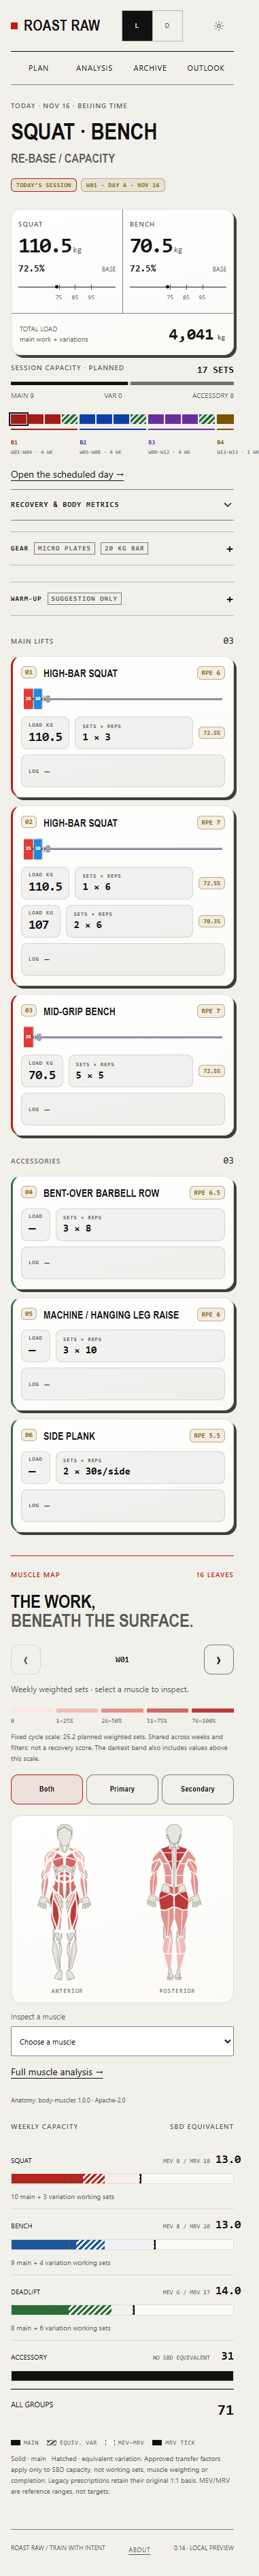 ROAST RAW
L D
PLAN ANALYSIS ARCHIVE OUTLOOK
TODAY · NOV 16 · BEIJING TIME
SQUAT · BENCH
RE-BASE / CAPACITY
TODAY'S SESSION W01 · DAY A · NOV 16
SQUAT BENCH
110.5 kg 70.5 kg
72.5% BASE 72.5% BASE
75 85 95 75 85 95
TOTAL LOAD
main work + variations
4,041 kg
SESSION CAPACITY · PLANNED 17 SETS
MAIN 9 VAR 0 ACCESSORY 8
B1 B2 B3 B4
W01-W04 · 4 WK W05-W08 · 4 WK W09-W12 · 4 WK W13-W13 · 1 WK
Open the scheduled day →
RECOVERY & BODY METRICS
GEAR MICRO PLATES 20 KG BAR +
WARM-UP SUGGESTION ONLY +
MAIN LIFTS 03
01 HIGH-BAR SQUAT RPE 6
LOAD KG SETS × REPS
110.5 1 × 3 72.5%
LOG —
02 HIGH-BAR SQUAT RPE 7
LOAD KG SETS × REPS
110.5 1 × 6 72.5%
LOAD KG SETS × REPS
107 2 × 6 70.3%
LOG —
03 MID-GRIP BENCH RPE 7
LOAD KG SETS × REPS
70.5 5 × 5 72.5%
LOG —
ACCESSORIES 03
04 BENT-OVER BARBELL ROW RPE 6.5
LOAD SETS × REPS
— 3 × 8
LOG —
05 MACHINE / HANGING LEG RAISE RPE 6
LOAD SETS × REPS
— 3 × 10
LOG —
06 SIDE PLANK RPE 5.5
LOAD SETS × REPS
— 2 × 30s/side
LOG —
MUSCLE MAP 16 LEAVES
THE WORK,
BENEATH THE SURFACE.
‹ W01 ›
Weekly weighted sets · select a muscle to inspect.
0 1–25% 26–50% 51–75% 76–100%
Fixed cycle scale: 25.2 planned weighted sets. Shared across weeks and
filters; not a recovery score. The darkest band also includes values above
this scale.
Both Primary Secondary
ANTERIOR POSTERIOR
Inspect a muscle
Choose a muscle
Full muscle analysis →
Anatomy: body-muscles 1.0.0 · Apache-2.0
WEEKLY CAPACITY SBD EQUIVALENT
SQUAT MEV 8 / MRV 18 13.0
10 main + 3 variation working sets
BENCH MEV 8 / MRV 20 13.0
9 main + 4 variation working sets
DEADLIFT MEV 6 / MRV 17 14.0
8 main + 6 variation working sets
ACCESSORY NO SBD EQUIVALENT 31
ALL GROUPS 71
MAIN EQUIV. VAR MEV–MRV MRV TICK
Solid · main Hatched · equivalent variation. Approved transfer factors
apply only to SBD capacity, not working sets, muscle weighting or
completion. Legacy prescriptions retain their original 1:1 basis. MEV/MRV
are reference ranges, not targets.
ROAST RAW / TRAIN WITH INTENT ABOUT 0.14 · LOCAL PREVIEW